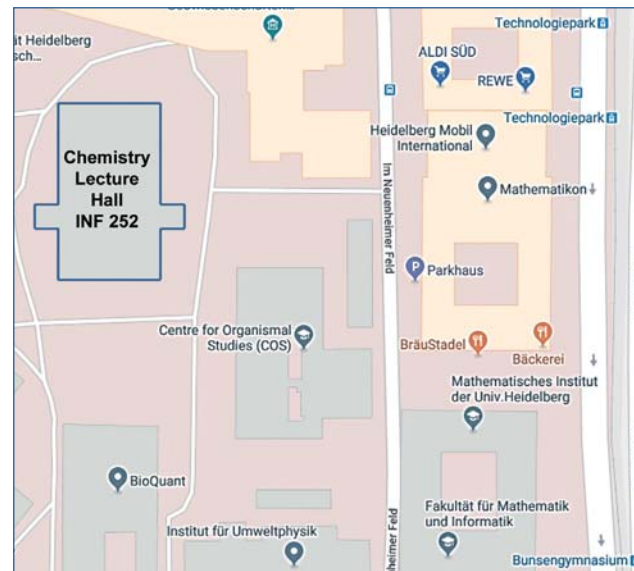 Technologiepark
ät Heidelberg
sch...
ALDI SÜD
REWE
Technologiepark
Heidelberg Mobil
International
Chemistry
Lecture
Hall
INF 252
Im Neuenheimer Feld
Mathematikon
P
Parkhaus
Centre for Organismal
Studies (COS)
BräuStadel
Bäckerei
Mathematisches Institut
der Univ.Heidelberg
BioQuant
Fakultät für Mathematik
und Informatik
Institut für Umweltphysik
heimer Feld
Bunsengymnasium